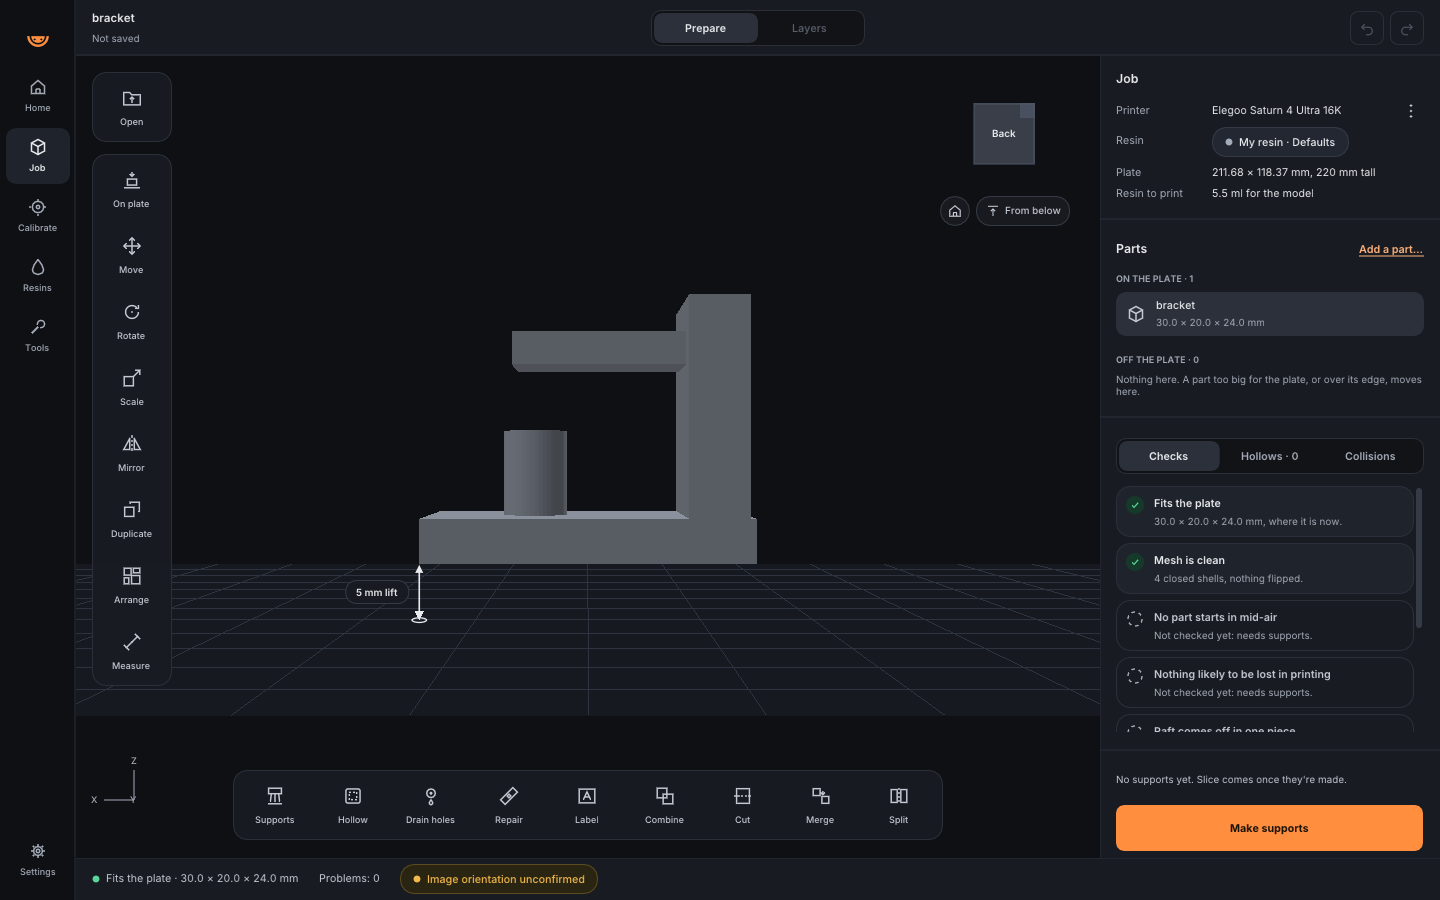 bracket
Not saved
Prepare
Layers
Home
Job
Calibrate
Resins
Tools
Settings
Open
On plate
Move
Rotate
Scale
Mirror
Duplicate
Arrange
Measure
Back
From below
5 mm lift
Z
X
Y
Supports
Hollow
Drain holes
Repair
Label
Combine
Cut
Merge
Split
Job
Printer
Elegoo Saturn 4 Ultra 16K
Resin
My resin · Defaults
Plate
211.68 × 118.37 mm, 220 mm tall
Resin to print
5.5 ml for the model
Parts
Add a part...
ON THE PLATE · 1
bracket
30.0 × 20.0 × 24.0 mm
OFF THE PLATE · 0
Nothing here. A part too big for the plate, or over its edge, moves
here.
Checks
Hollows · 0
Collisions
Fits the plate
30.0 × 20.0 × 24.0 mm, where it is now.
Mesh is clean
4 closed shells, nothing flipped.
No part starts in mid-air
Not checked yet: needs supports.
Nothing likely to be lost in printing
Not checked yet: needs supports.
Raft comes off in one piece
No supports yet. Slice comes once they're made.
Make supports
Fits the plate · 30.0 × 20.0 × 24.0 mm
Problems: 0
Image orientation unconfirmed